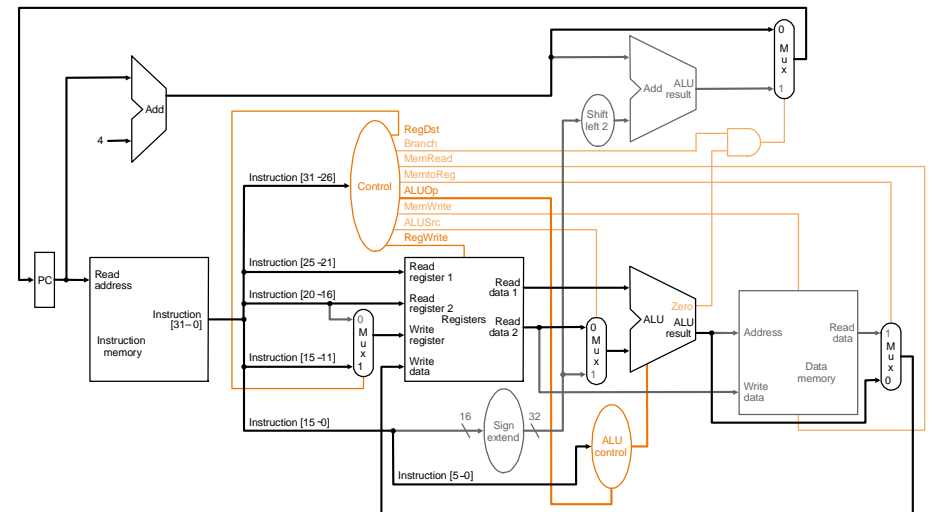 0
M
u
x
1
Add
4
Add
ALU
result
Shift
left 2
RegDst
Branch
MemRead
MemtoReg
ALUOp
MemWrite
ALUSrc
RegWrite
Control
Instruction [31-26]
Instruction [25-21]
Instruction [20-16]
Instruction [15-11]
Instruction [15-0]
Instruction [5-0]
PC
Read
address
Instruction
[31-0]
Instruction
memory
0
M
u
x
1
Read
register 1
Read
register 2
Write
register
Write
data
Registers
Read
data 1
Read
data 2
0
M
u
x
1
Zero
ALU
ALU
result
Address
Write
data
Read
data
Data
memory
1
M
u
x
0
16
Sign
extend
32
ALU
control